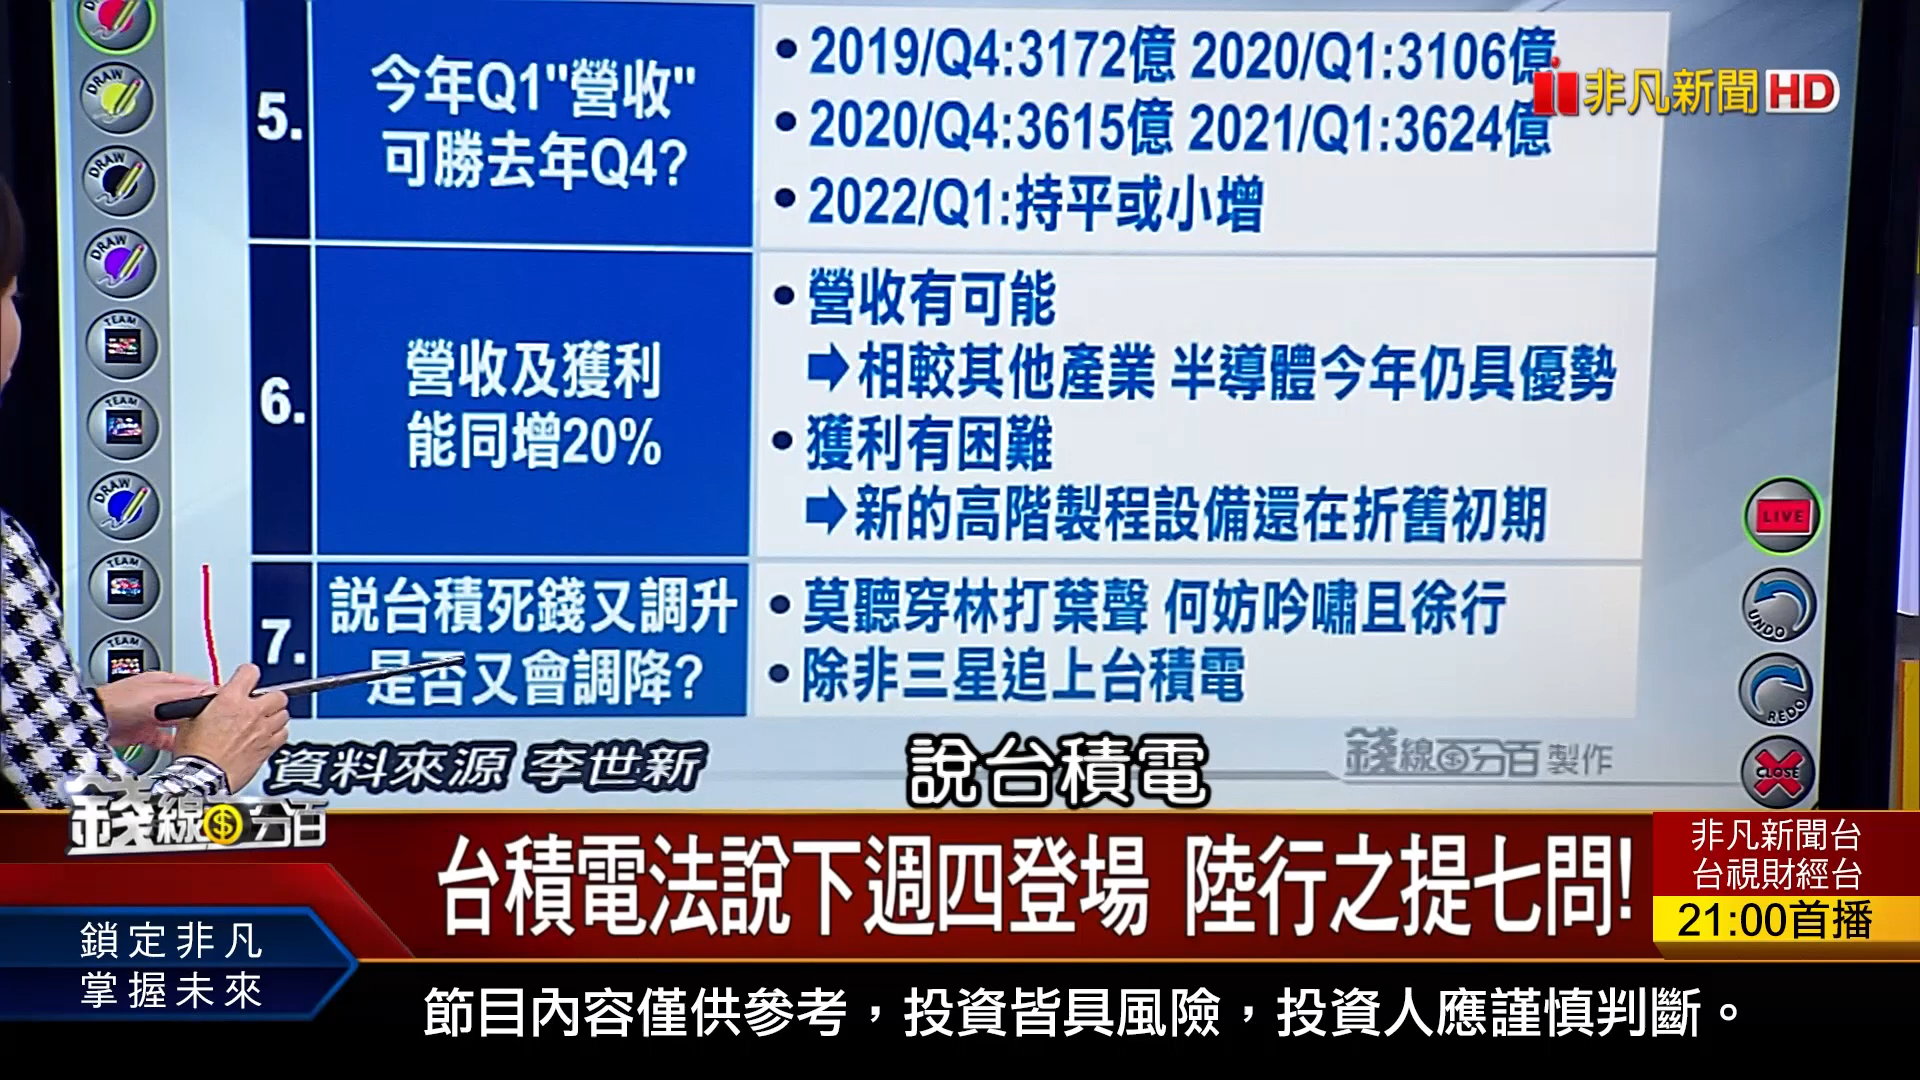 5.
今年Q1"營收"
可勝去年Q4?
•2019/Q4:3172億 2020/Q1:3106億
•2020/Q4:3615億 2021/Q1:3624億
•2022/Q1:持平或小增
非凡新聞HD
6.
營收及獲利
能同增20%
•營收有可能
➡相較其他產業 半導體今年仍具優勢
•獲利有困難
➡新的高階製程設備還在折舊初期
7.
說台積死錢又調升
是否又會調降?
•莫聽穿林打葉聲 何妨吟嘯且徐行
•除非三星追上台積電
DRAW
DRAW
DRAW
TEAM
TEAM
DRAW
TEAM
TEAM
LIVE
UNDO
REDO
CLOSE
資料來源 李世新
說台積電
錢線百分百 製作
錢線百分百
台積電法說下週四登場 陸行之提七問!
非凡新聞台
台視財經台
21:00首播
鎖定非凡
掌握未來
節目內容僅供參考，投資皆具風險，投資人應謹慎判斷。